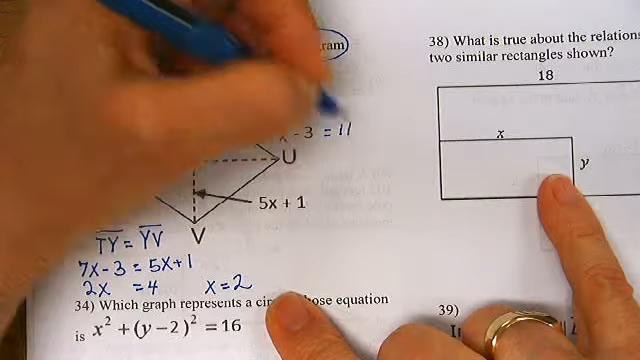 ram
38) What is true about the relations
two similar rectangles shown?
18
- 3 = 11
x
U
y
5x + 1
V
TY = YV
7x - 3 = 5x + 1
2x = 4 x = 2
34) Which graph represents a cir hose equation
is x² + (y − 2)² = 16
39)